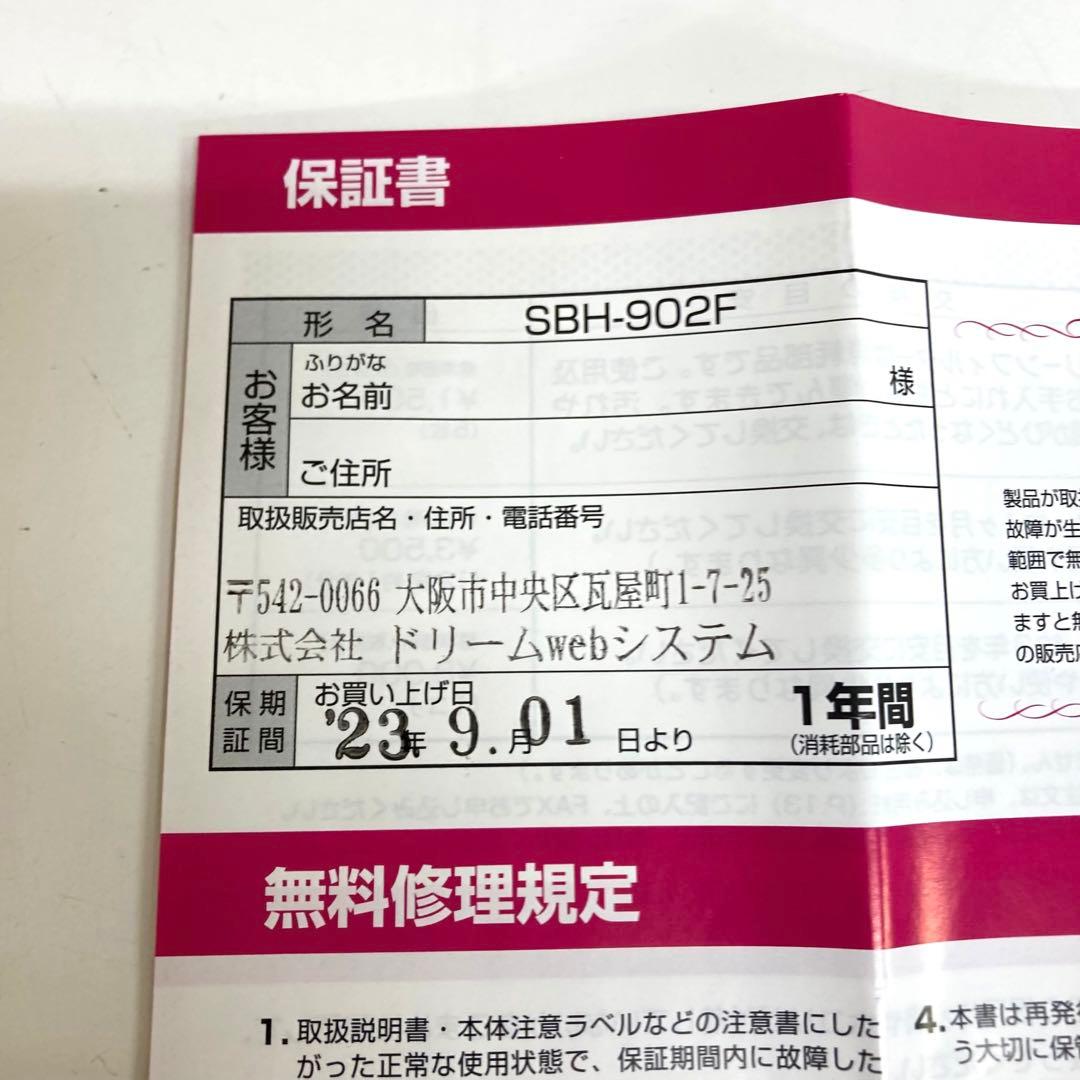 保証書
形名 SBH-902F
お客様
ふりがな
お名前 様
ご住所
取扱販売店名・住所・電話番号
〒542-0066 大阪市中央区瓦屋町1-7-25
株式会社 ドリームwebシステム
保証期間
お買い上げ日
'23年 9.月01 日より
1年間
(消耗部品は除く)
製品が取
故障が生
範囲で無
お買上げ
ますと無
の販売店
無料修理規定
1. 取扱説明書・本体注意ラベルなどの注意書にした
がった正常な使用状態で、保証期間内に故障した
4. 本書は再発行
う大切に保管